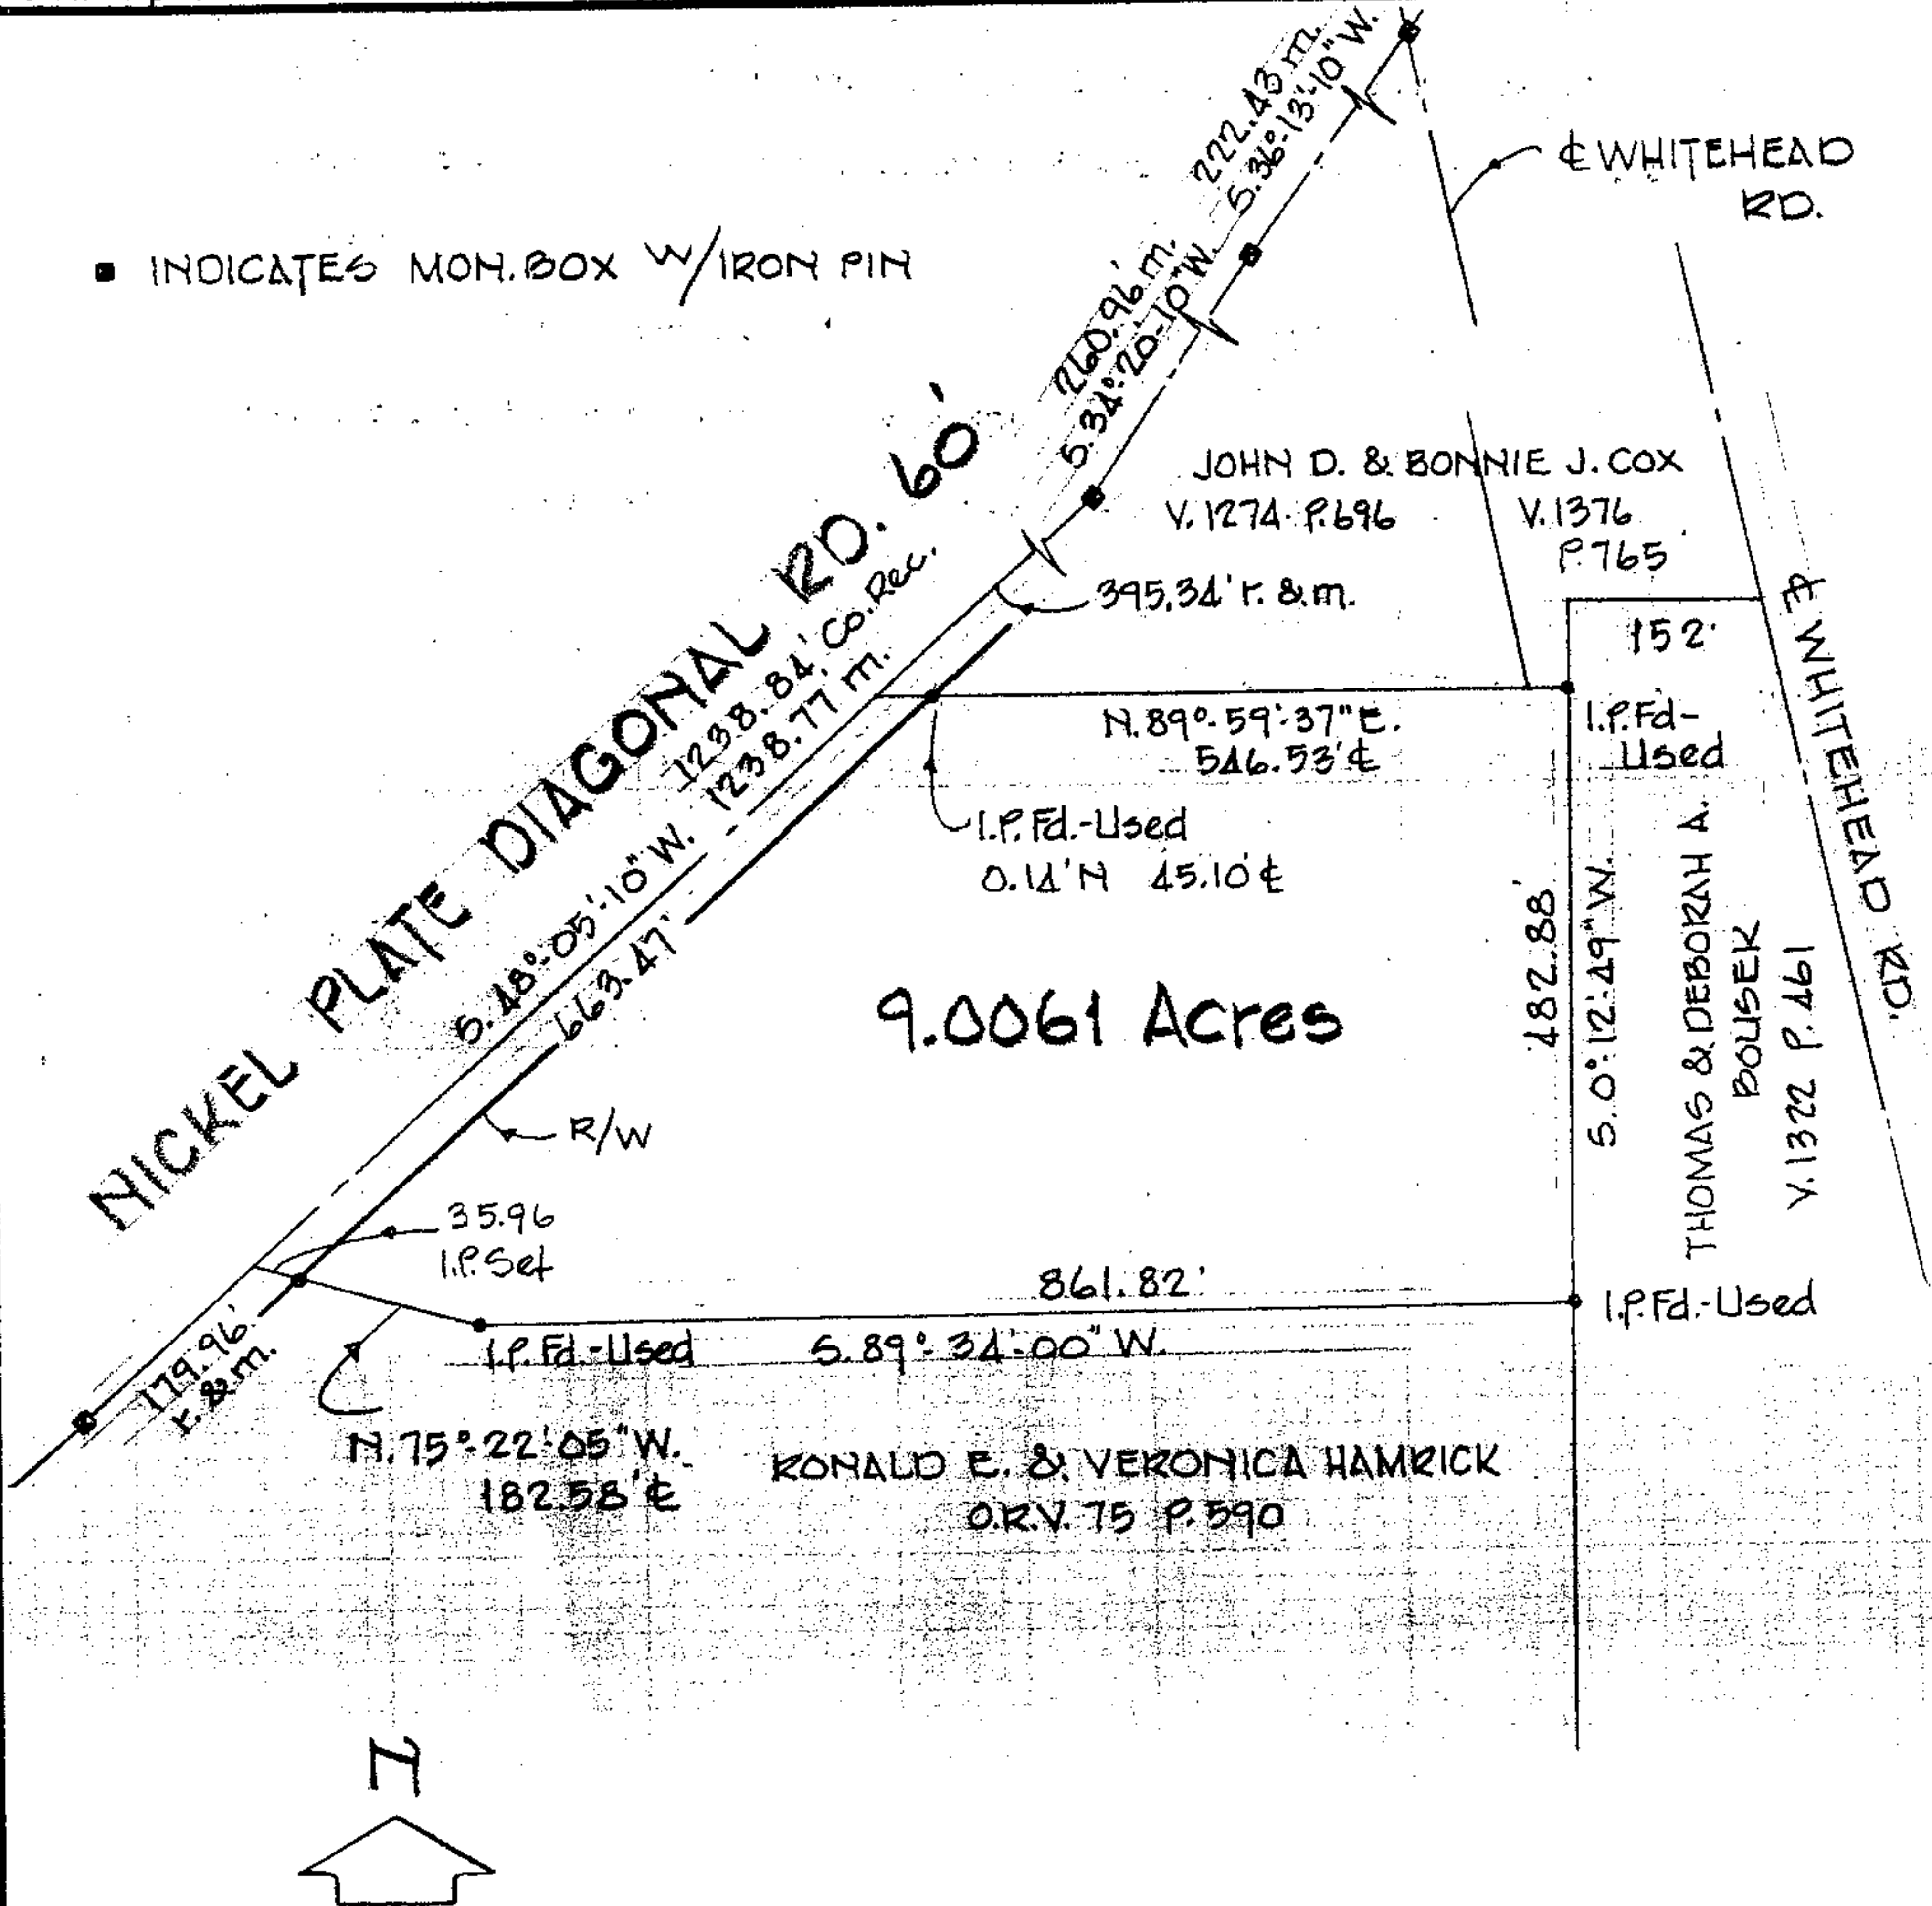 222.43' m.
S.36°-13'-10"W.
℄ WHITEHEAD
RD.
■ INDICATES MON. BOX W/IRON PIN
260.96' m.
S.34°-20'-10"W.
JOHN D. & BONNIE J. COX
V. 1274 P.696
V. 1376
P.765
NICKEL PLATE DIAGONAL RD. 60'
1238.84' Co. Rec.
S.48°-05'-10"W. 1238.77' m.
395.34' r. & m.
152'
℄ WHITEHEAD RD.
N.89°-59'-37"E.
546.53' ℄
I.P.Fd-
Used
I.P.Fd.-Used
0.14'N 45.10' ℄
663.47'
9.0061 Acres
482.88'
S.0°-12'-49"W.
THOMAS & DEBORAH A.
BOUSEK
V.1322 P.461
R/W
35.96
I.P.Set
861.82'
I.P.Fd.-Used
I.P.Fd.-Used
S.89°-34'-00"W.
179.96'
r. & m.
N.75°-22'-05"W.
182.58' ℄
RONALD E. & VERONICA HAMRICK
O.R.V. 75 P.590
N